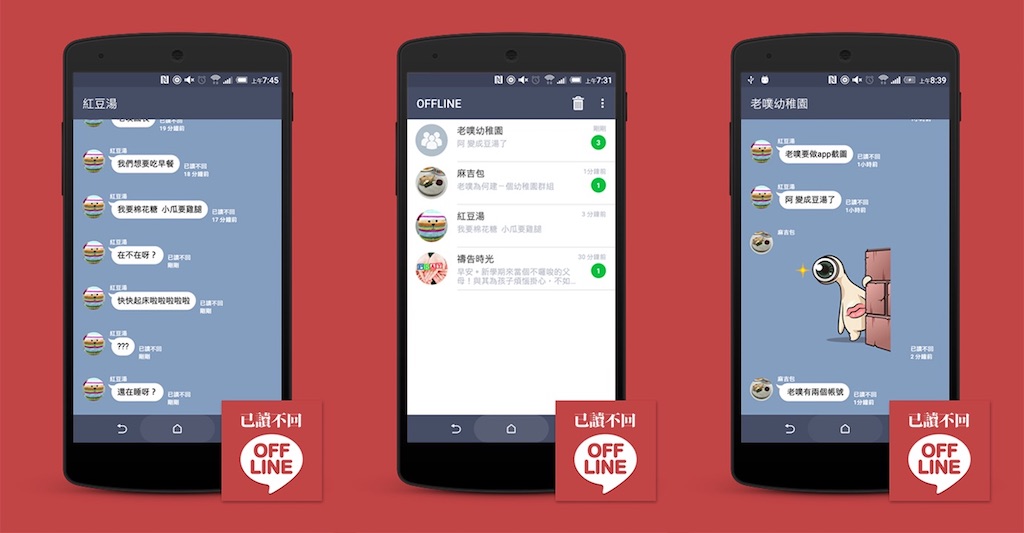 上午7:45
紅豆湯
19 分鐘前
紅豆湯
我們想要吃早餐
已讀不回
18 分鐘前
紅豆湯
我要棉花糖 小瓜要雞腿
已讀不回
17 分鐘前
紅豆湯
在不在呀？
已讀不回
剛剛
紅豆湯
快快起床啦啦啦啦啦
已讀不回
剛剛
紅豆湯
???
已讀不回
剛剛
紅豆湯
還在睡呀？
已讀不回
剛剛
已讀不回
OFF
LINE
上午7:31
OFFLINE
老噗幼稚園
剛剛
阿 變成豆湯了
3
麻吉包
1分鐘前
老噗為何建一個幼稚園群組
1
紅豆湯
3 分鐘前
我要棉花糖 小瓜要雞腿
禱告時光
30 分鐘前
早安。新學期來當個不囉唆的父
母！與其為孩子煩惱掛心，不如...
1
已讀不回
OFF
LINE
上午8:39
老噗幼稚園
紅豆湯
老噗要做app截圖
已讀不回
1小時前
紅豆湯
阿 變成豆湯了
已讀不回
1小時前
麻吉包
已讀不回
2 分鐘前
麻吉包
老噗有兩個帳號
已讀不回
1分鐘前
已讀不回
OFF
LINE